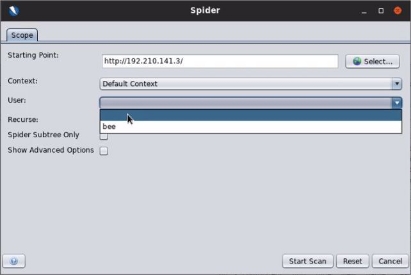 Spider
Scope
Starting Point:
http://192.210.141.3/
Select...
Context:
Default Context
User:
bee
Recurse:
Spider Subtree Only
Show Advanced Options
Start Scan
Reset
Cancel